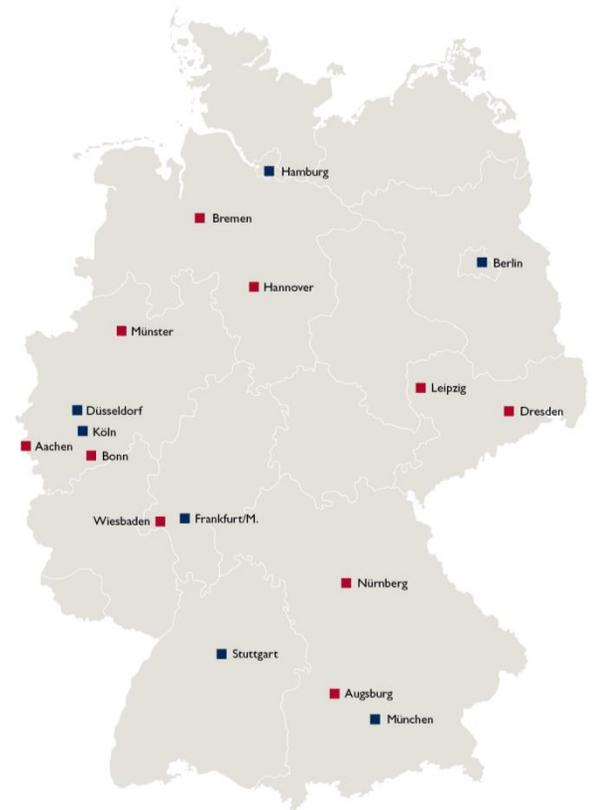 Hamburg
Bremen
Berlin
Hannover
Münster
Leipzig
Düsseldorf
Dresden
Köln
Aachen
Bonn
Wiesbaden
Frankfurt/M.
Nürnberg
Stuttgart
Augsburg
München